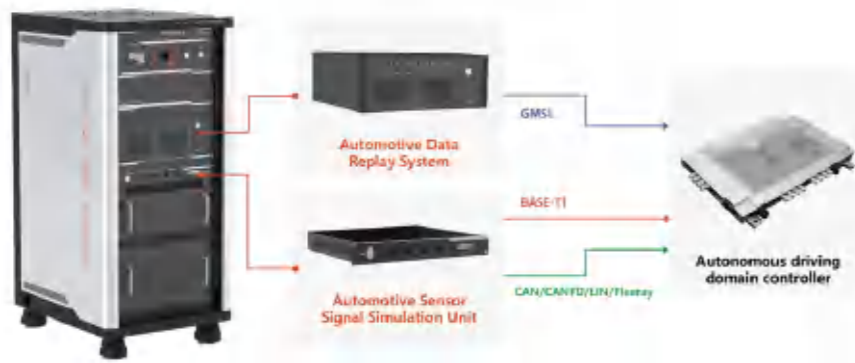 GMSL
Automotive Data
Replay System
BASE-T1
Autonomous driving
domain controller
CAN/CANFD/LIN/Flexray
Automotive Sensor
Signal Simulation Unit